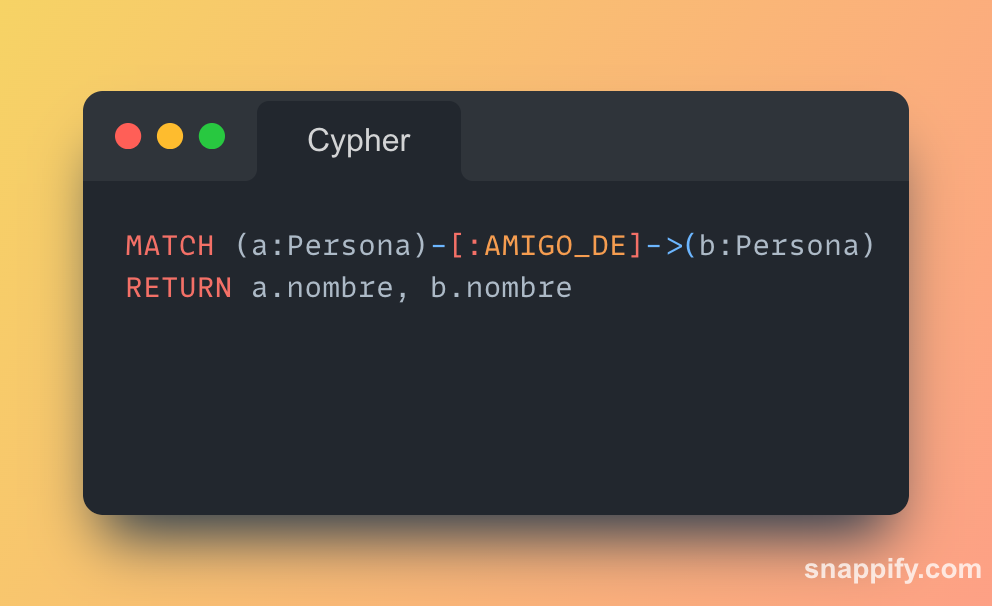 Cypher
MATCH (a:Persona)-[:AMIGO_DE]->(b:Persona)
RETURN a.nombre, b.nombre
snappify.com